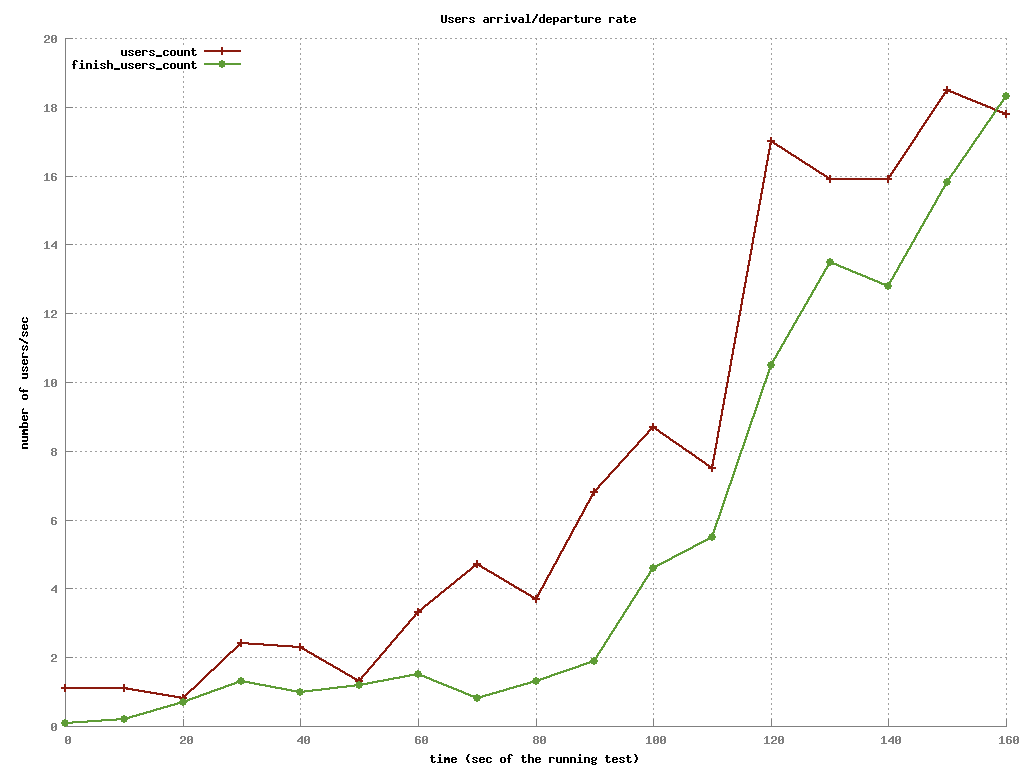 Users arrival/departure rate
users_count
finish_users_count
20
18
16
14
12
10
8
6
4
2
0
number of users/sec
0 20 40 60 80 100 120 140 160
time (sec of the running test)